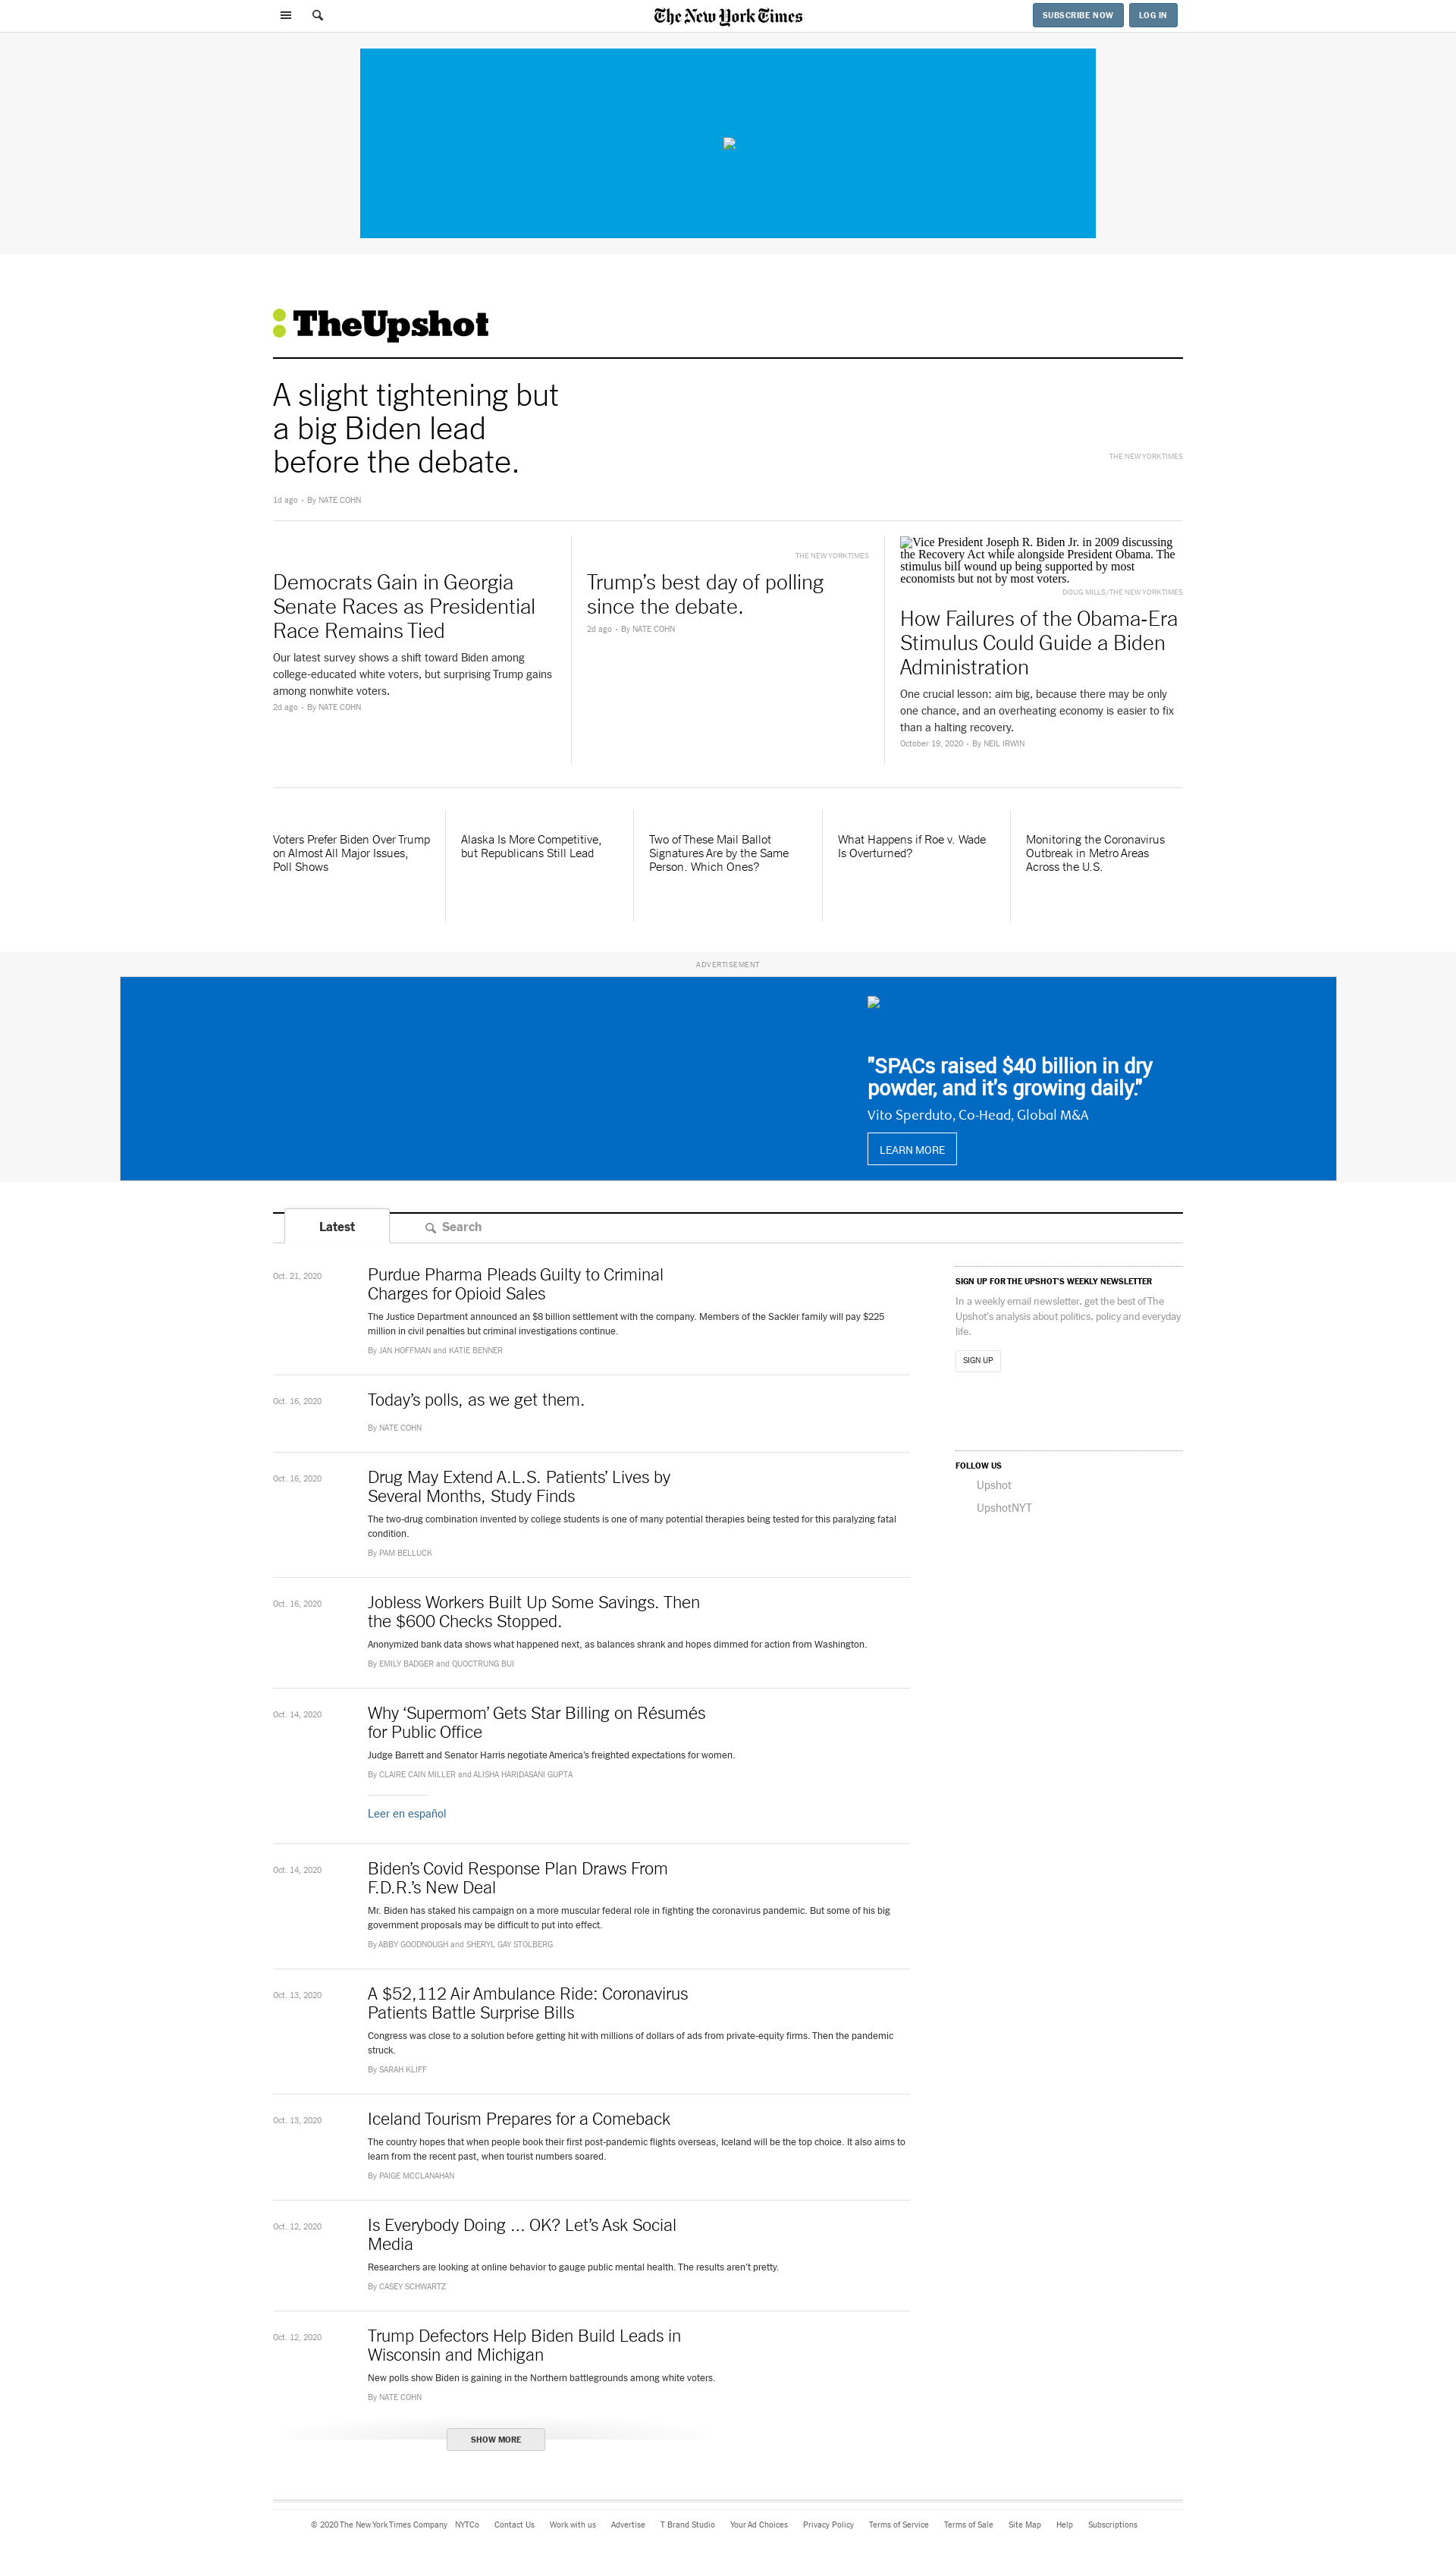 The New York Times
SUBSCRIBE NOW
LOG IN
TheUpshot
A slight tightening but
a big Biden lead
before the debate.
THE NEW YORK TIMES
1d ago • By NATE COHN
Democrats Gain in Georgia
Senate Races as Presidential
Race Remains Tied
Our latest survey shows a shift toward Biden among
college-educated white voters, but surprising Trump gains
among nonwhite voters.
2d ago • By NATE COHN
THE NEW YORK TIMES
Trump’s best day of polling
since the debate.
2d ago • By NATE COHN
Vice President Joseph R. Biden Jr. in 2009 discussing
the Recovery Act while alongside President Obama. The
stimulus bill wound up being supported by most
economists but not by most voters.
DOUG MILLS/THE NEW YORK TIMES
How Failures of the Obama-Era
Stimulus Could Guide a Biden
Administration
One crucial lesson: aim big, because there may be only
one chance, and an overheating economy is easier to fix
than a halting recovery.
October 19, 2020 • By NEIL IRWIN
Voters Prefer Biden Over Trump
on Almost All Major Issues,
Poll Shows
Alaska Is More Competitive,
but Republicans Still Lead
Two of These Mail Ballot
Signatures Are by the Same
Person. Which Ones?
What Happens if Roe v. Wade
Is Overturned?
Monitoring the Coronavirus
Outbreak in Metro Areas
Across the U.S.
ADVERTISEMENT
"SPACs raised $40 billion in dry
powder, and it's growing daily."
Vito Sperduto, Co-Head, Global M&A
LEARN MORE
Latest
Search
Oct. 21, 2020
Purdue Pharma Pleads Guilty to Criminal
Charges for Opioid Sales
The Justice Department announced an $8 billion settlement with the company. Members of the Sackler family will pay $225
million in civil penalties but criminal investigations continue.
By JAN HOFFMAN and KATIE BENNER
Oct. 16, 2020
Today’s polls, as we get them.
By NATE COHN
Oct. 16, 2020
Drug May Extend A.L.S. Patients’ Lives by
Several Months, Study Finds
The two-drug combination invented by college students is one of many potential therapies being tested for this paralyzing fatal
condition.
By PAM BELLUCK
Oct. 16, 2020
Jobless Workers Built Up Some Savings. Then
the $600 Checks Stopped.
Anonymized bank data shows what happened next, as balances shrank and hopes dimmed for action from Washington.
By EMILY BADGER and QUOCTRUNG BUI
Oct. 14, 2020
Why ‘Supermom’ Gets Star Billing on Résumés
for Public Office
Judge Barrett and Senator Harris negotiate America’s freighted expectations for women.
By CLAIRE CAIN MILLER and ALISHA HARIDASANI GUPTA
Leer en español
Oct. 14, 2020
Biden’s Covid Response Plan Draws From
F.D.R.’s New Deal
Mr. Biden has staked his campaign on a more muscular federal role in fighting the coronavirus pandemic. But some of his big
government proposals may be difficult to put into effect.
By ABBY GOODNOUGH and SHERYL GAY STOLBERG
Oct. 13, 2020
A $52,112 Air Ambulance Ride: Coronavirus
Patients Battle Surprise Bills
Congress was close to a solution before getting hit with millions of dollars of ads from private-equity firms. Then the pandemic
struck.
By SARAH KLIFF
Oct. 13, 2020
Iceland Tourism Prepares for a Comeback
The country hopes that when people book their first post-pandemic flights overseas, Iceland will be the top choice. It also aims to
learn from the recent past, when tourist numbers soared.
By PAIGE MCCLANAHAN
Oct. 12, 2020
Is Everybody Doing ... OK? Let’s Ask Social
Media
Researchers are looking at online behavior to gauge public mental health. The results aren’t pretty.
By CASEY SCHWARTZ
Oct. 12, 2020
Trump Defectors Help Biden Build Leads in
Wisconsin and Michigan
New polls show Biden is gaining in the Northern battlegrounds among white voters.
By NATE COHN
SHOW MORE
SIGN UP FOR THE UPSHOT'S WEEKLY NEWSLETTER
In a weekly email newsletter, get the best of The
Upshot’s analysis about politics, policy and everyday
life.
SIGN UP
FOLLOW US
Upshot
UpshotNYT
© 2020 The New York Times Company NYTCo Contact Us Work with us Advertise T Brand Studio Your Ad Choices Privacy Policy Terms of Service Terms of Sale Site Map Help Subscriptions